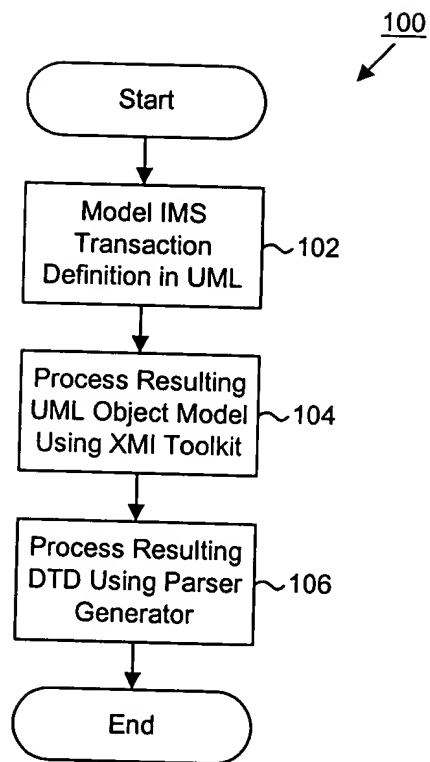 100
Start
Model IMS
Transaction
Definition in UML
102
Process Resulting
UML Object Model
Using XMI Toolkit
104
Process Resulting
DTD Using Parser
Generator
106
End